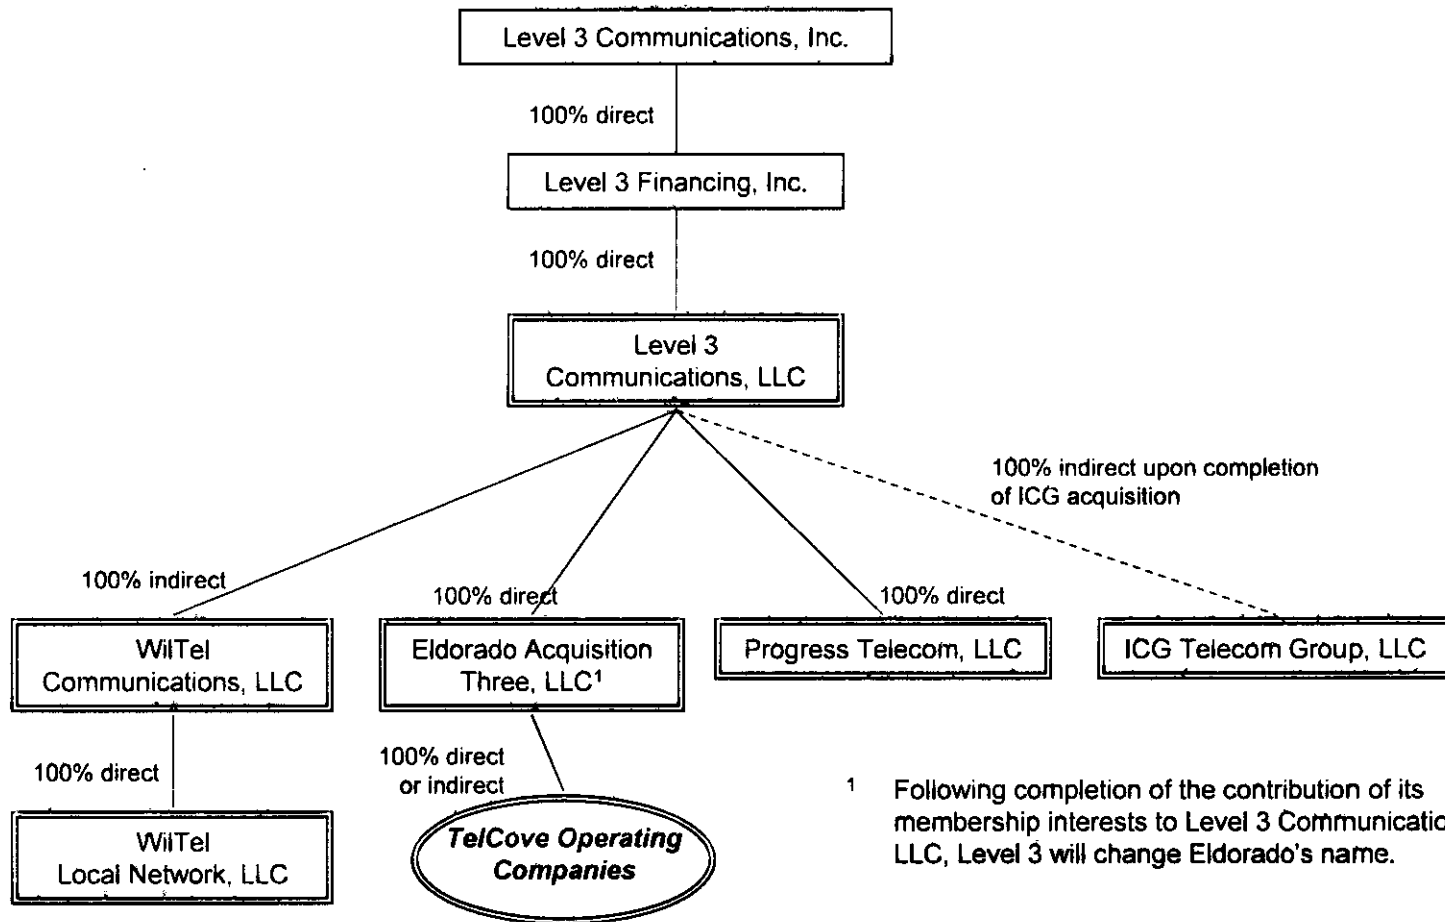 Level 3 Communications, Inc.
100% direct
Level 3 Financing, Inc.
100% direct
Level 3
Communications, LLC
100% indirect upon completion
of ICG acquisition
100% indirect
100% direct
100% direct
WilTel
Communications, LLC
Eldorado Acquisition
Three, LLC¹
Progress Telecom, LLC
ICG Telecom Group, LLC
100% direct
100% direct
or indirect
WilTel
Local Network, LLC
TelCove Operating
Companies
¹ Following completion of the contribution of its
membership interests to Level 3 Communicatio
LLC, Level 3 will change Eldorado's name.